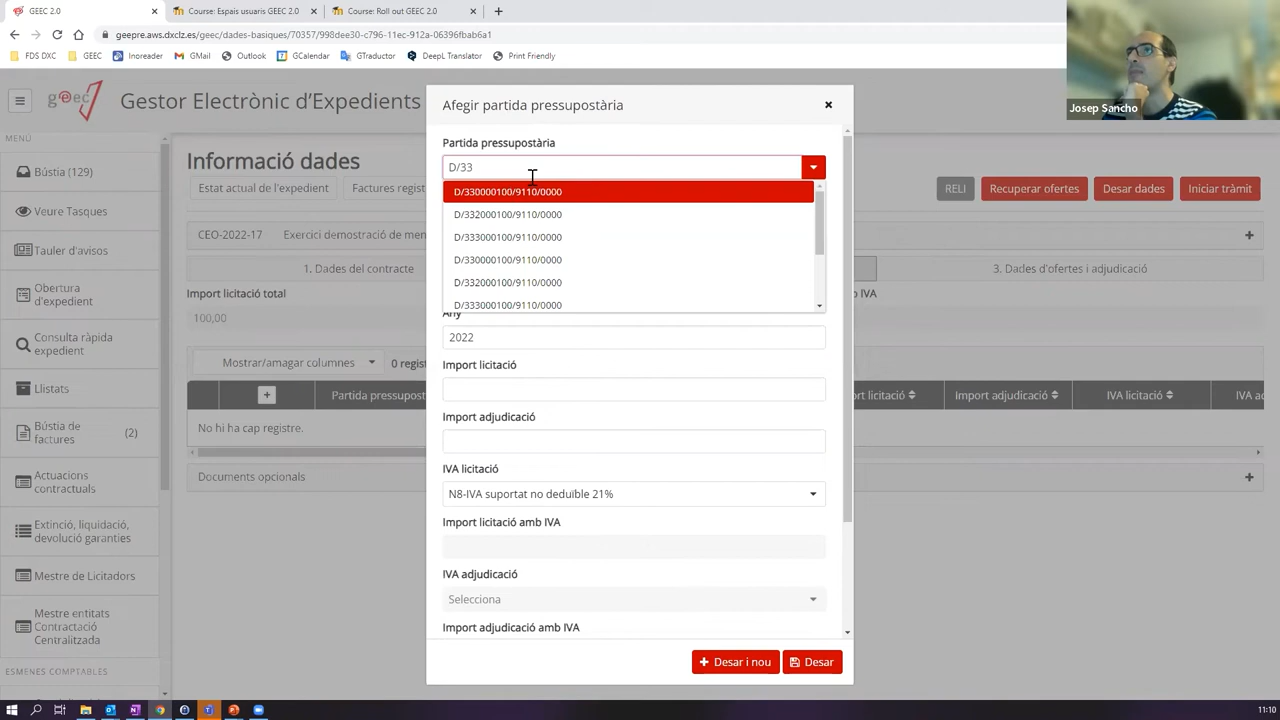 GEEC 2.0
Course: Espais usuaris GEEC 2.0
Course: Roll out GEEC 2.0
geepre.aws.dxclz.es/geec/dades-basiques/70357/998dee30-c796-11ec-912a-06396fbab6a1
FDS DXC
GEEC
Inoreader
GMail
Outlook
GCalendar
GTraductor
DeepL Translator
Print Friendly
Josep Sancho
geec
Gestor Electrònic d'Expedients
MENÚ
Bústia (129)
Veure Tasques
Tauler d'avisos
Obertura
d'expedient
Consulta ràpida
expedient
Llistats
Bústia de
factures
(2)
Actuacions
contractuals
Extinció, liquidació,
devolució garanties
Mestre de Licitadors
Mestre entitats
Contractació
Centralitzada
ESMENES COMPTABLES
Informació dades
Estat actual de l'expedient
Factures regist
RELI
Recuperar ofertes
Desar dades
Iniciar tràmit
CEO-2022-17
Exercici demostració de men
1. Dades del contracte
3. Dades d'ofertes i adjudicació
Import licitació total
100,00
Mostrar/amagar columnes
0 regist
Partida pressupost
ort licitació
Import adjudicació
IVA licitació
IVA ad
No hi ha cap registre.
Documents opcionals
Afegir partida pressupostària
Partida pressupostària
D/33
D/330000100/9110/0000
D/332000100/9110/0000
D/333000100/9110/0000
D/330000100/9110/0000
D/332000100/9110/0000
D/333000100/9110/0000
Any
2022
Import licitació
Import adjudicació
IVA licitació
N8-IVA suportat no deduïble 21%
Import licitació amb IVA
IVA adjudicació
Selecciona
Import adjudicació amb IVA
Desar i nou
Desar
11:10